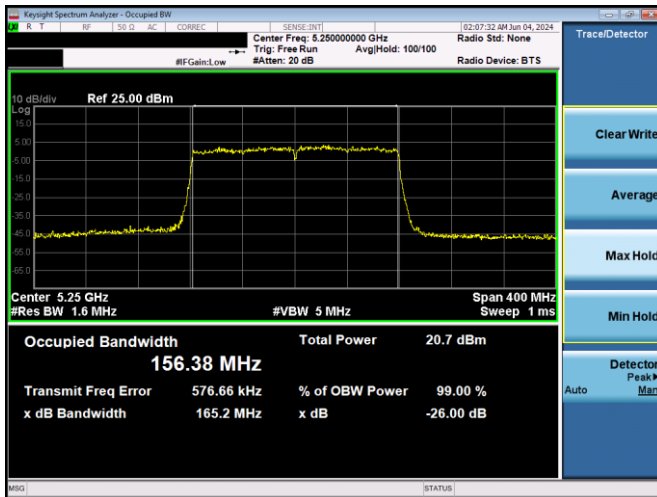 Keysight Spectrum Analyzer - Occupied BW
R T RF 50 Ω AC CORREC SENSE:INT 02:07:32 AM Jun 04, 2024
Center Freq: 5.250000000 GHz Radio Std: None
Trig: Free Run Avg|Hold: 100/100
#IFGain:Low #Atten: 20 dB Radio Device: BTS
Trace/Detector
10 dB/div Ref 25.00 dBm
Log
15.0
5.00
-5.00
-15.0
-25.0
-35.0
-45.0
-55.0
-65.0
Center 5.25 GHz Span 400 MHz
#Res BW 1.6 MHz #VBW 5 MHz Sweep 1 ms
Occupied Bandwidth Total Power 20.7 dBm
156.38 MHz
Transmit Freq Error 576.66 kHz % of OBW Power 99.00 %
x dB Bandwidth 165.2 MHz x dB -26.00 dB
Clear Write
Average
Max Hold
Min Hold
Detector
Peak
Auto Man
MSG STATUS